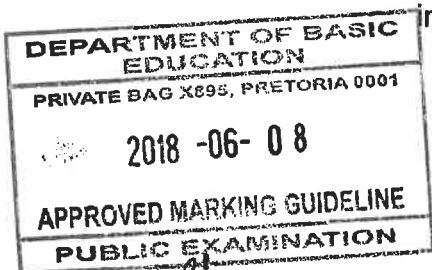 DEPARTMENT OF BASIC
EDUCATION
PRIVATE BAG X895, PRETORIA 0001
2018 -06- 08
APPROVED MARKING GUIDELINE
PUBLIC EXAMINATION